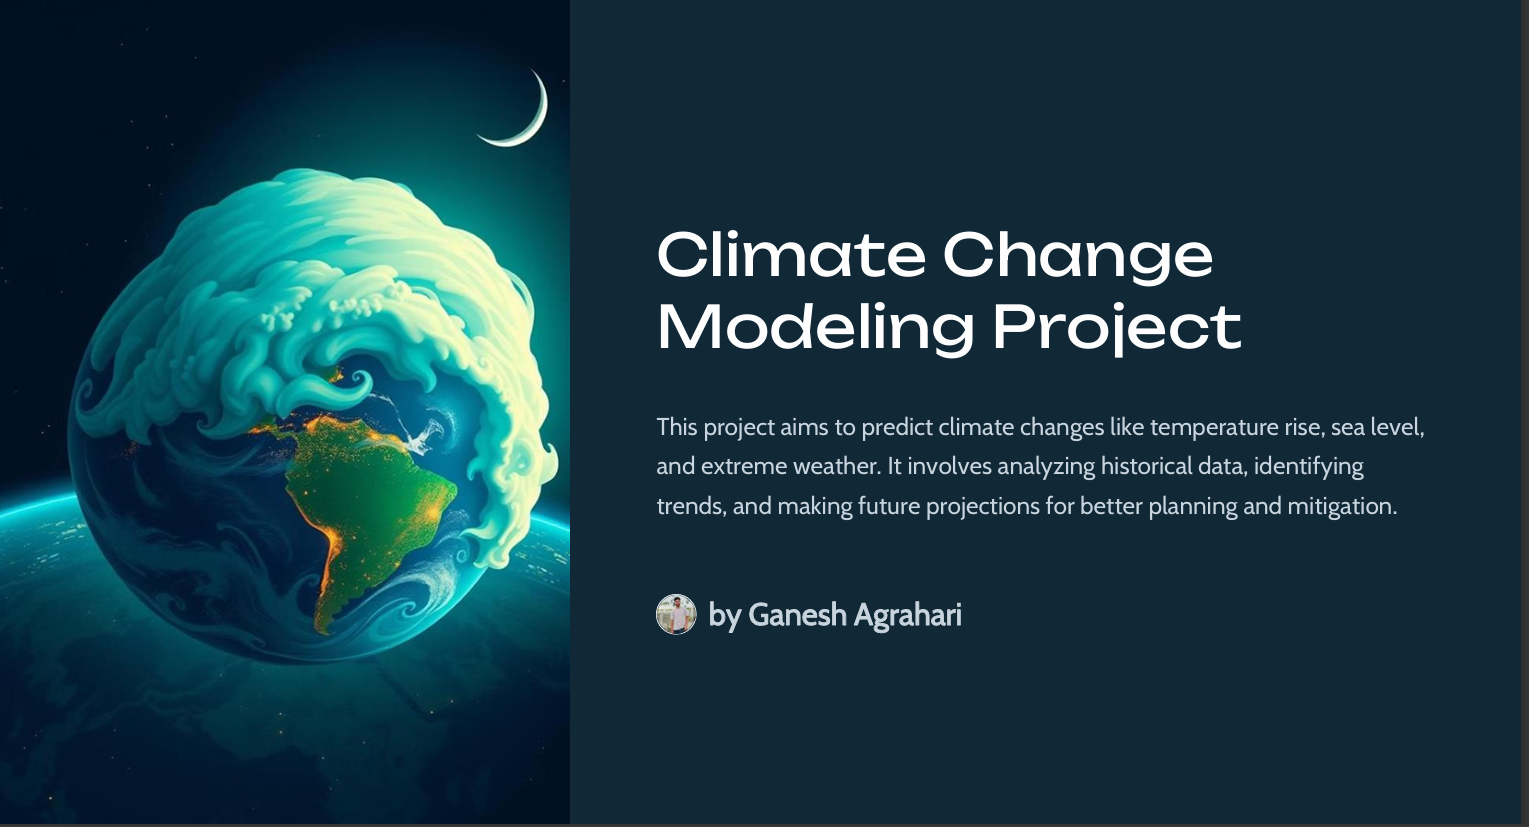 Climate Change
Modeling Project
This project aims to predict climate changes like temperature rise, sea level,
and extreme weather. It involves analyzing historical data, identifying
trends, and making future projections for better planning and mitigation.
by Ganesh Agrahari